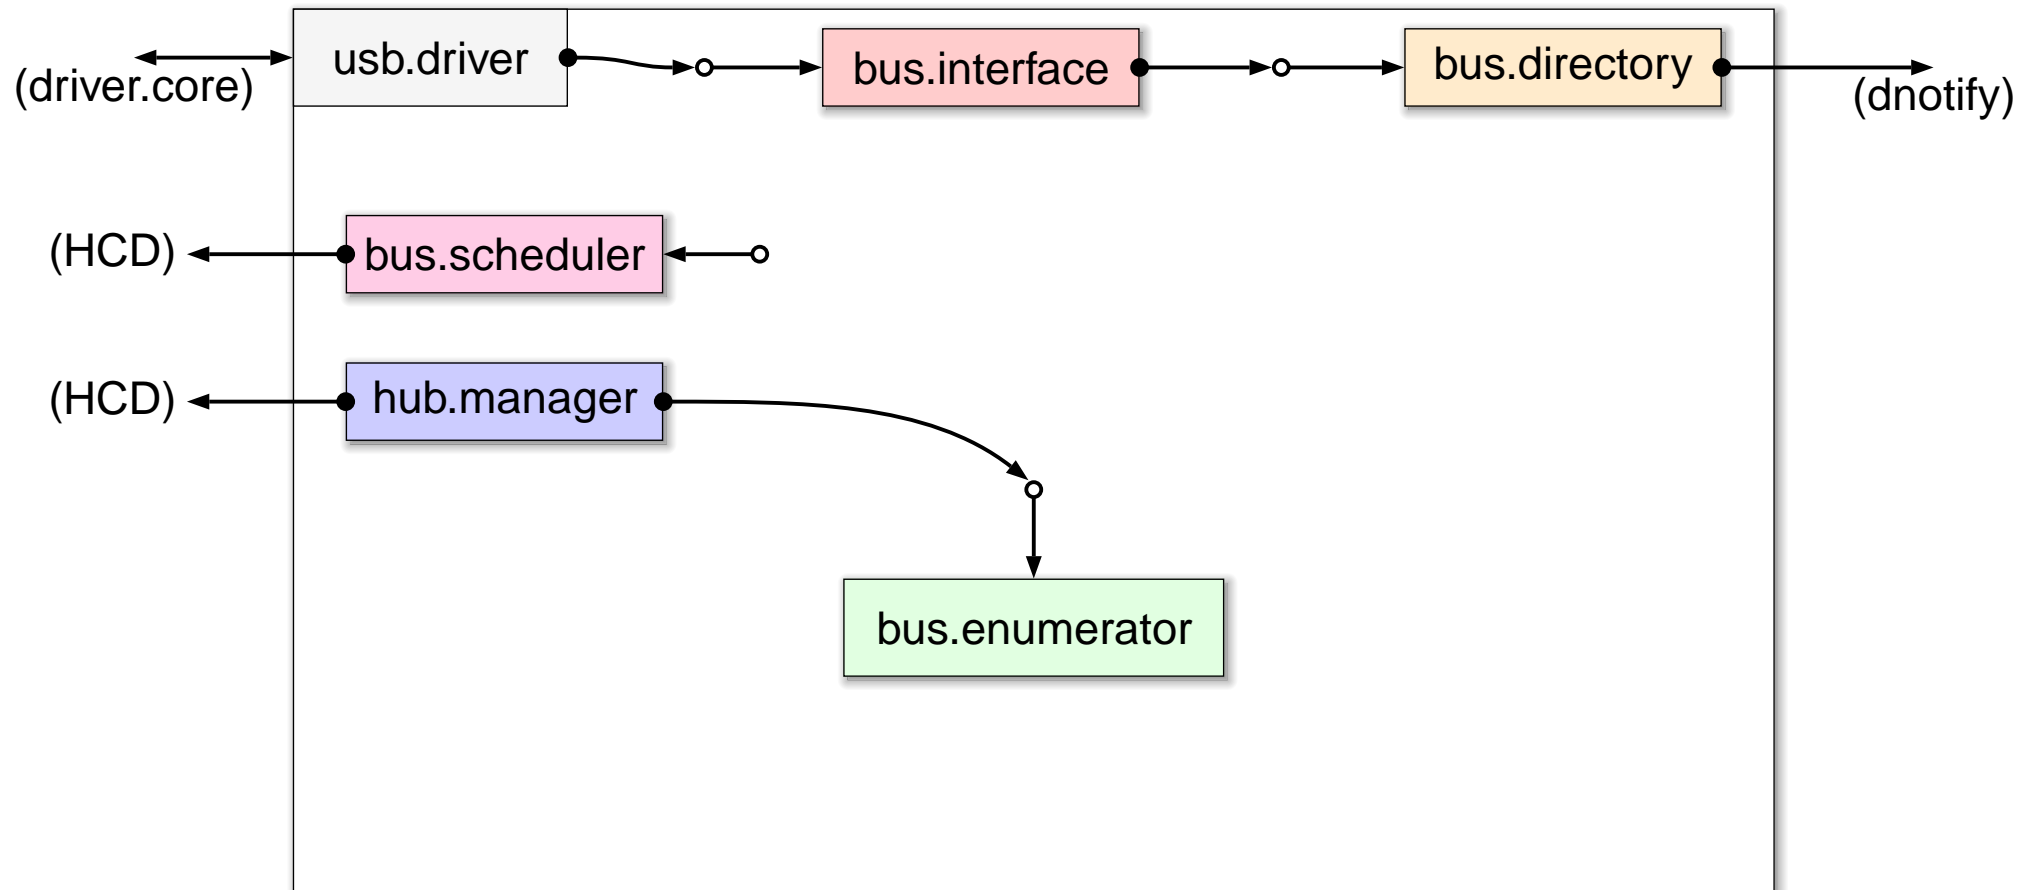 usb.driver
bus.interface
bus.directory
(driver.core)
(dnotify)
(HCD)
bus.scheduler
(HCD)
hub.manager
bus.enumerator